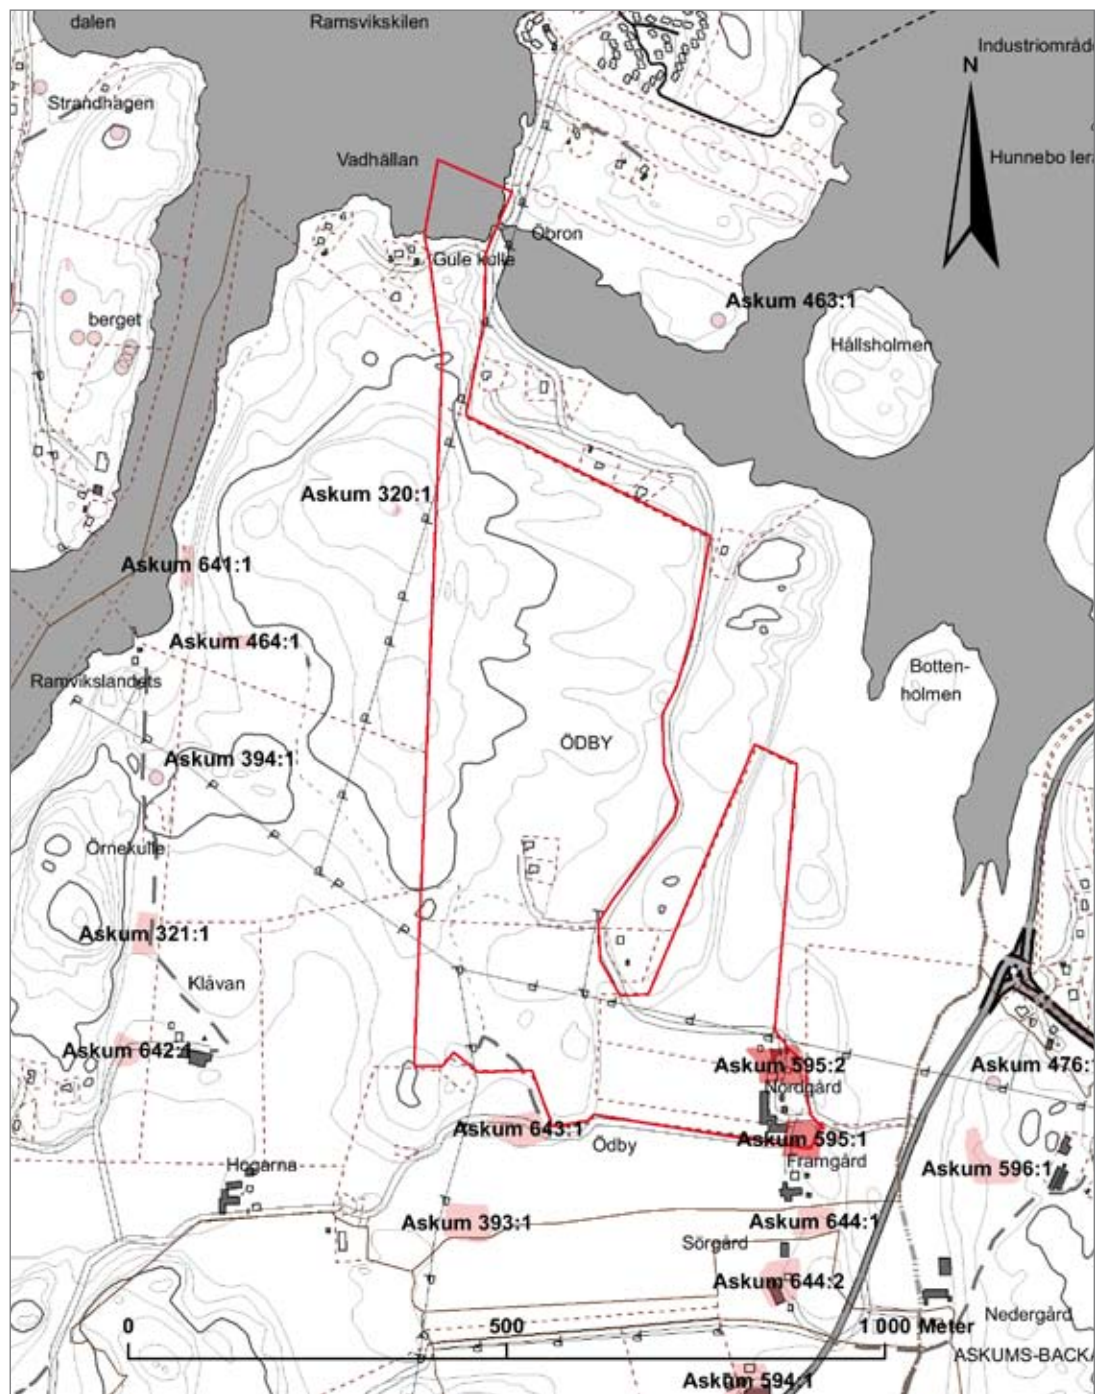 dalen
Ramsvikskilen
Industriområd
N
Strandhagen
Vadhällan
Hunnebo ler
Öbron
Gule kulle
Askum 463:1
berget
Hållsholmen
Askum 320:1
Askum 641:1
Askum 464:1
Botten-
holmen
Ramvikslandets
ÖDBY
Askum 394:1
Örnekulle
Askum 321:1
Klåvan
Askum 642:1
Askum 595:2
Askum 476:
Nordgård
Askum 643:1
Askum 595:1
Ödby
Framgård
Hogarna
Askum 596:1
Askum 393:1
Askum 644:1
Sörgård
Askum 644:2
Nedergård
0
500
1 000 Meter
ASKUMS-BACKA
Askum 594:1